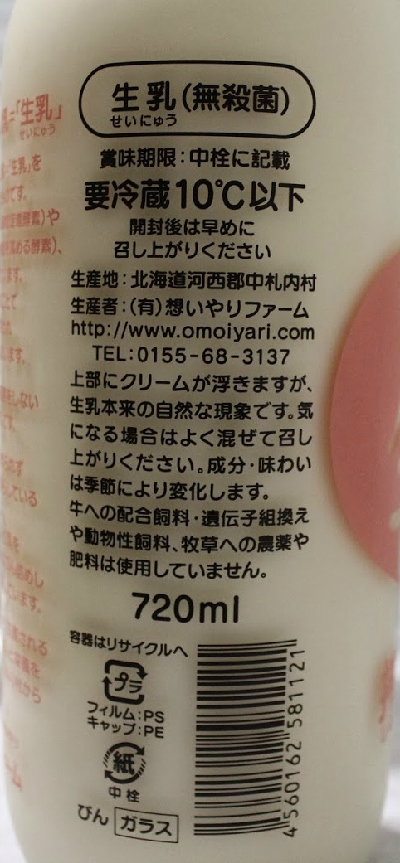 生乳(無殺菌)
せいにゅう
賞味期限:中栓に記載
要冷蔵10℃以下
開封後は早めに
召し上がりください
生産地:北海道河西郡中札内村
生産者:(有)想いやりファーム
http://www.omoiyari.com
TEL:0155-68-3137
上部にクリームが浮きますが、
生乳本来の自然な現象です。気
になる場合はよく混ぜて召し
上がりください。成分・味わい
は季節により変化します。
牛への配合飼料・遺伝子組換え
や動物性飼料、牧草への農薬や
肥料は使用していません。
720ml
容器はリサイクルへ
プラ
フィルム:PS
キャップ:PE
紙
中栓
びん ガラス
4 560162 581121
「生乳」
せいにゅう